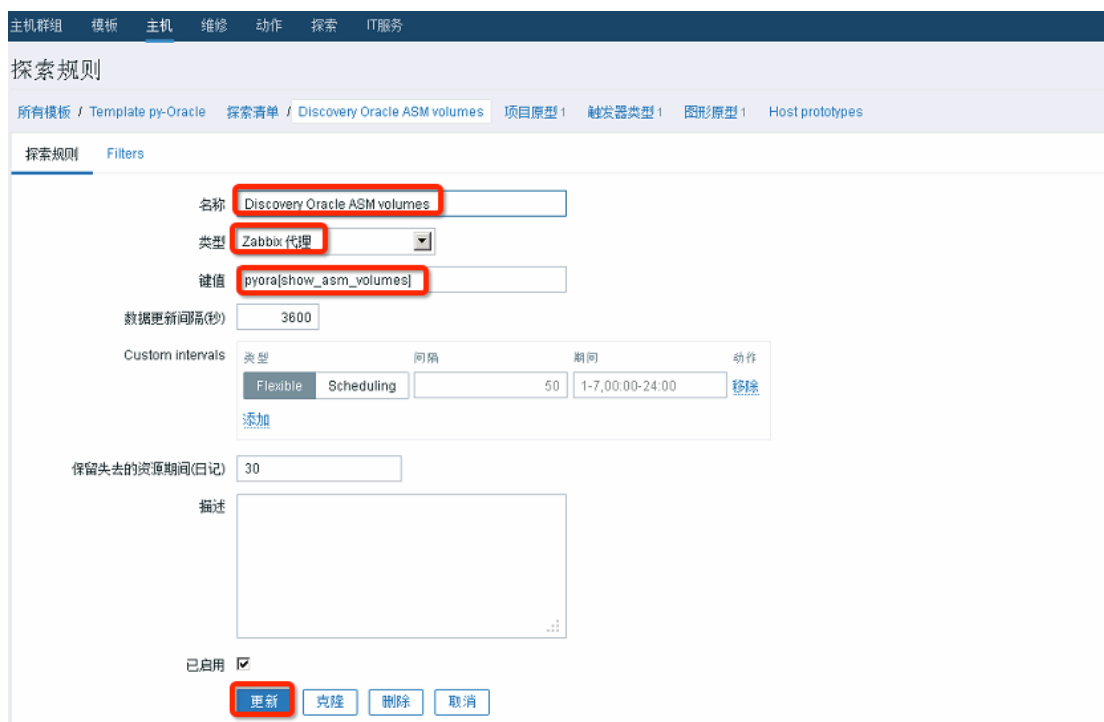 主机群组 模板 主机 维修 动作 探索 IT服务
探索规则
所有模板 / Template py-Oracle 探索清单 / Discovery Oracle ASM volumes 项目原型 1 触发器类型 1 图形原型 1 Host prototypes
探索规则 Filters
名称 Discovery Oracle ASM volumes
类型 Zabbix 代理
键值 pyora[show_asm_volumes]
数据更新间隔(秒) 3600
Custom intervals 类型 间隔 期间 动作
Flexible Scheduling 50 1-7,00:00-24:00 移除
添加
保留失去的资源期间(日记) 30
描述
已启用
更新 克隆 删除 取消